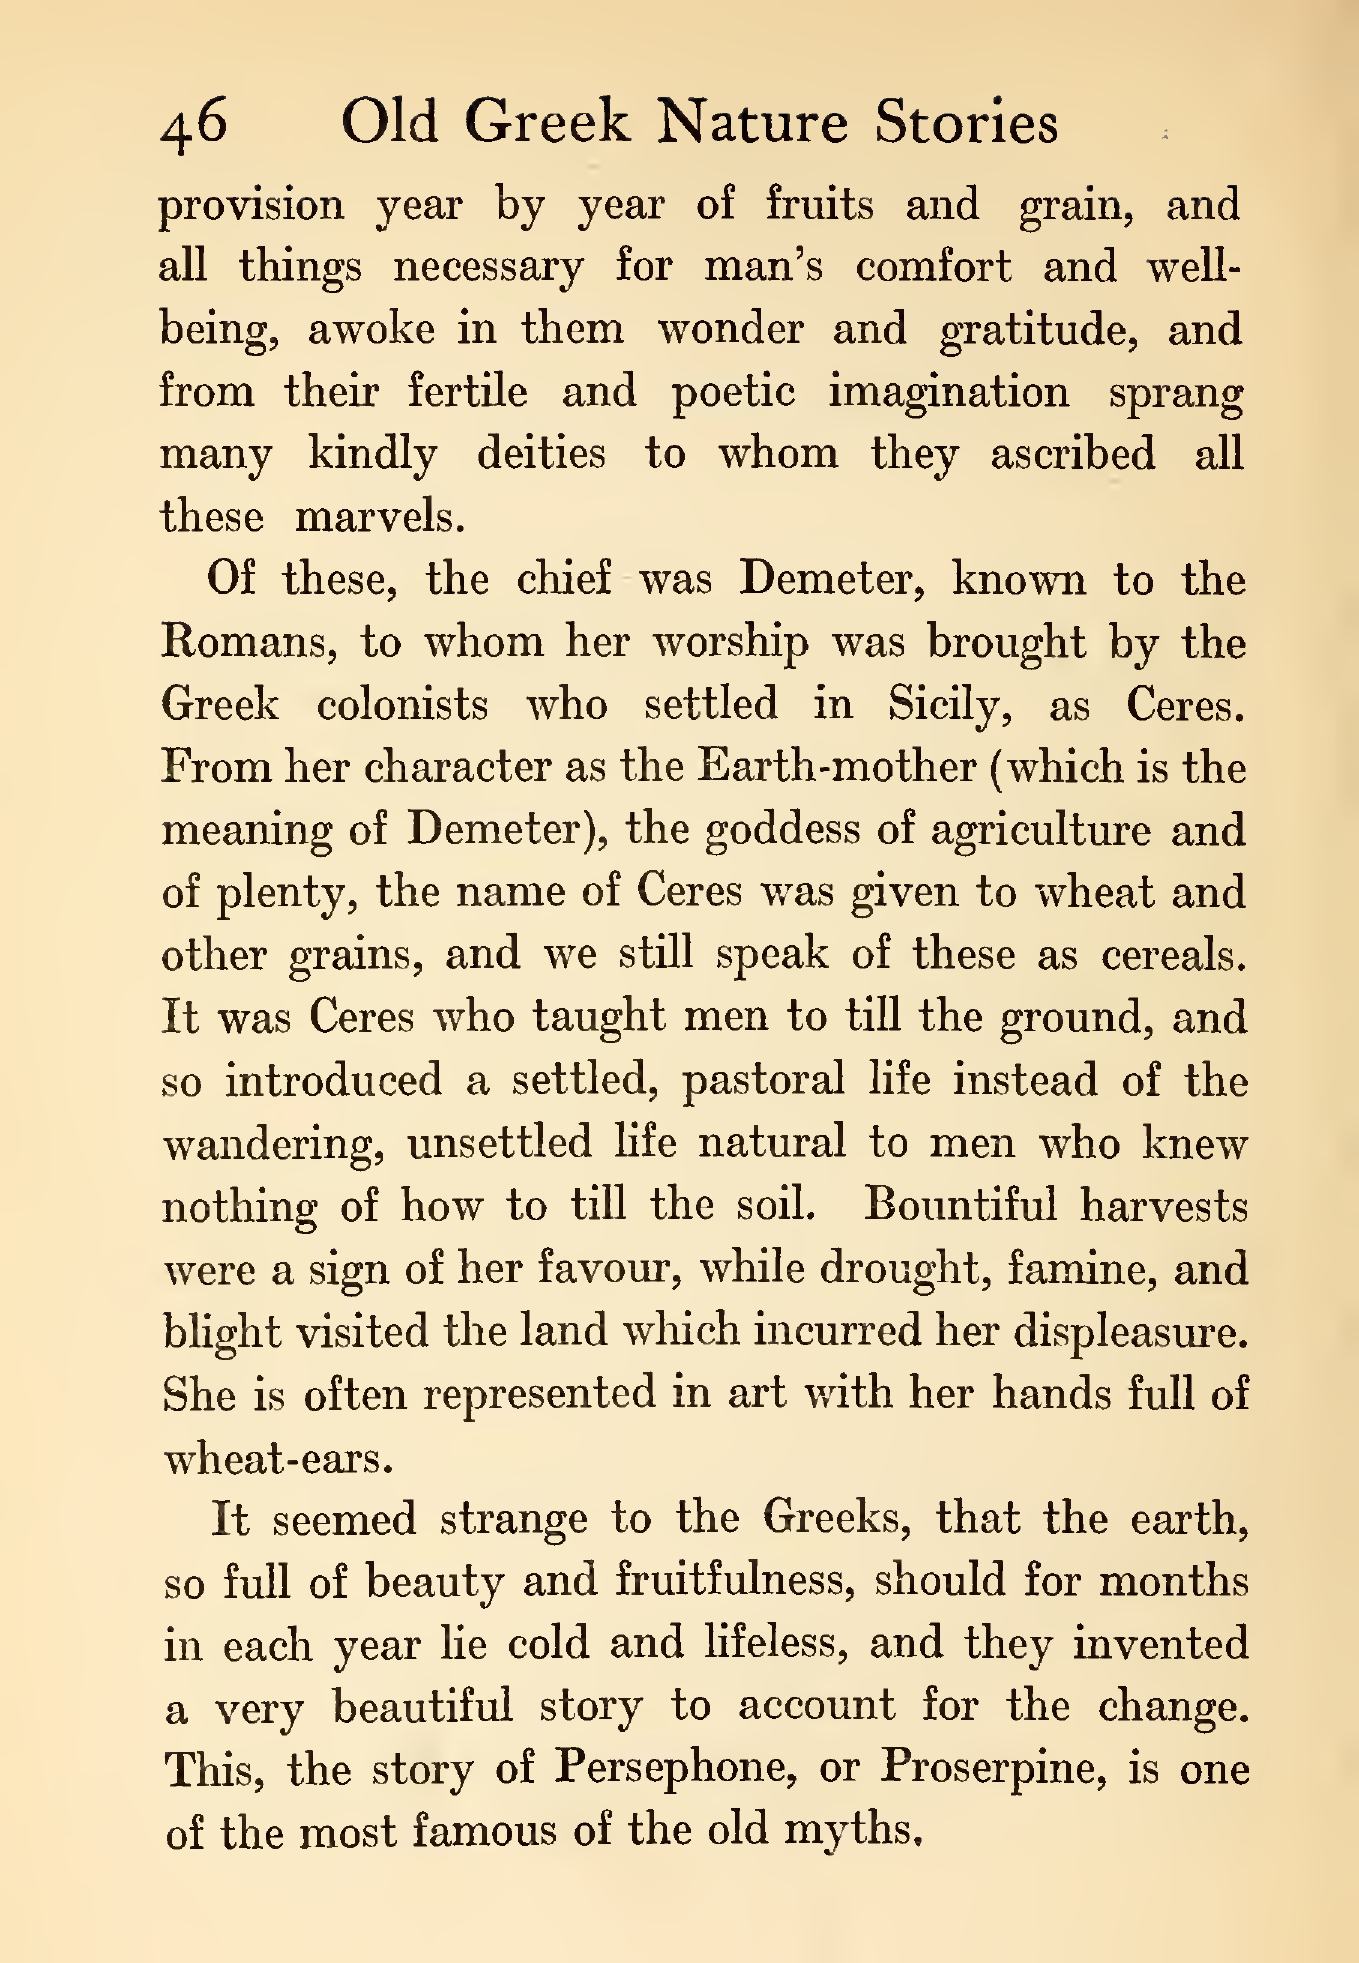 46 Old Greek Nature Stories
provision year by year of fruits and grain, and
all things necessary for man's comfort and well-
being, awoke in them wonder and gratitude, and
from their fertile and poetic imagination sprang
many kindly deities to whom they ascribed all
these marvels.
Of these, the chief was Demeter, known to the
Romans, to whom her worship was brought by the
Greek colonists who settled in Sicily, as Ceres.
From her character as the Earth-mother (which is the
meaning of Demeter), the goddess of agriculture and
of plenty, the name of Ceres was given to wheat and
other grains, and we still speak of these as cereals.
It was Ceres who taught men to till the ground, and
so introduced a settled, pastoral life instead of the
wandering, unsettled life natural to men who knew
nothing of how to till the soil. Bountiful harvests
were a sign of her favour, while drought, famine, and
blight visited the land which incurred her displeasure.
She is often represented in art with her hands full of
wheat-ears.
It seemed strange to the Greeks, that the earth,
so full of beauty and fruitfulness, should for months
in each year lie cold and lifeless, and they invented
a very beautiful story to account for the change.
This, the story of Persephone, or Proserpine, is one
of the most famous of the old myths.